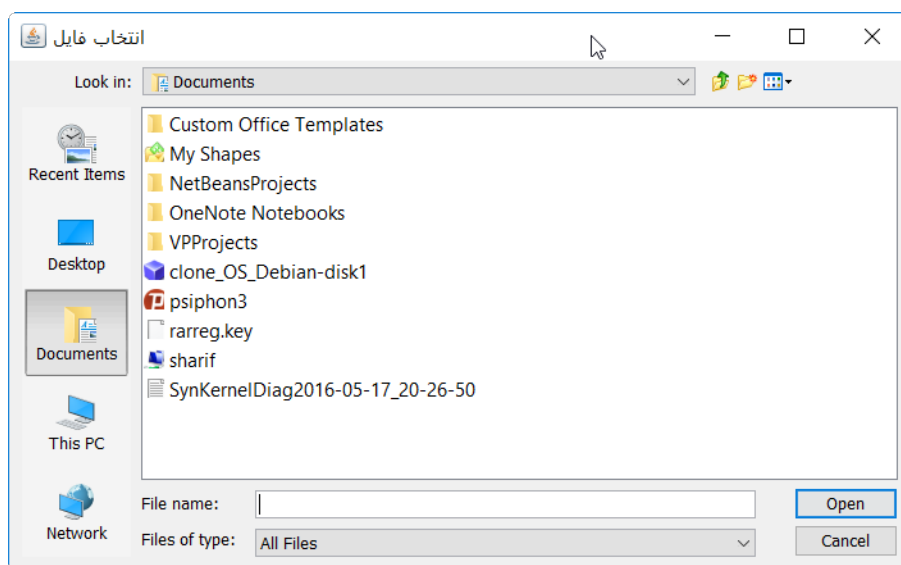 انتخاب فایل
Look in: Documents
Recent Items
Desktop
Documents
This PC
Network
Custom Office Templates
My Shapes
NetBeansProjects
OneNote Notebooks
VPProjects
clone_OS_Debian-disk1
psiphon3
rarreg.key
sharif
SynKernelDiag2016-05-17_20-26-50
File name:
Open
Files of type: All Files
Cancel